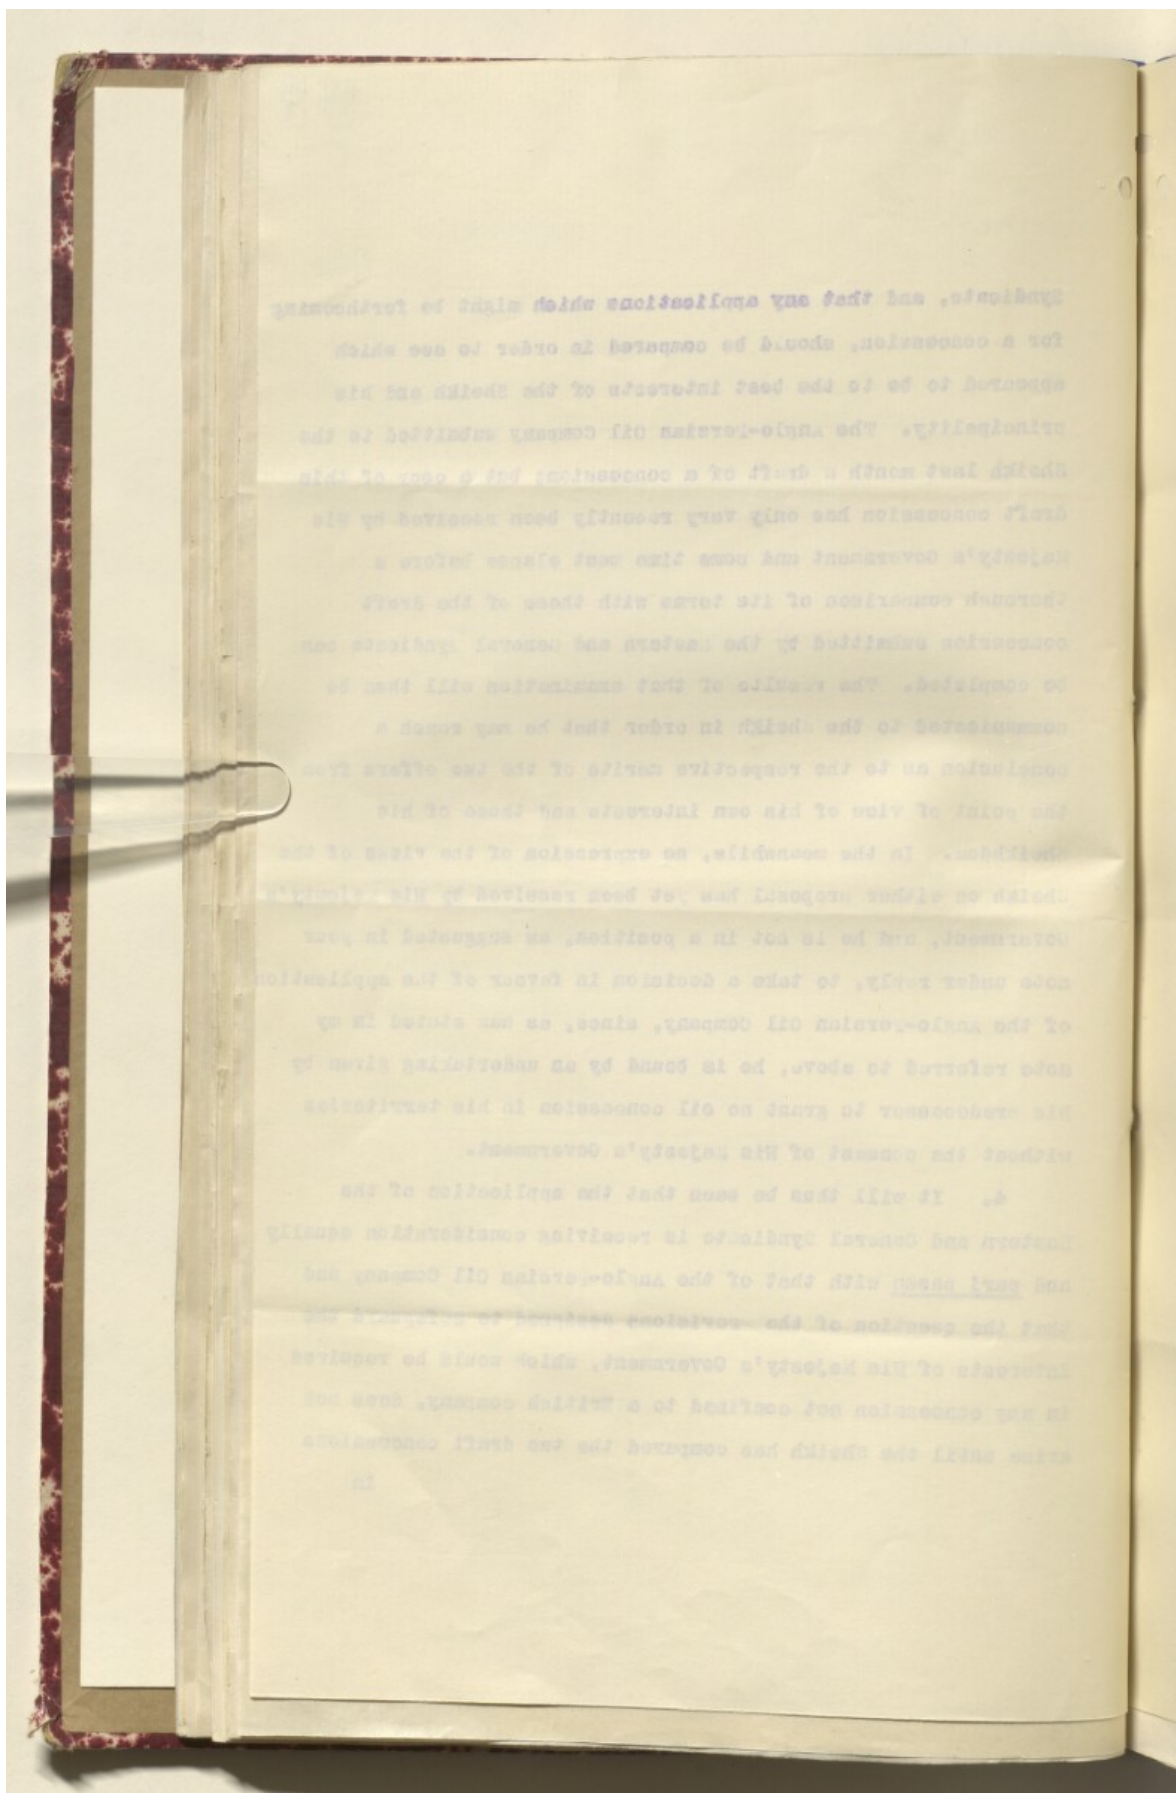 Syndicate, and that any applications which might be forthcoming
for a concession, should be compared in order to see which
appeared to be to the best interests of the Sheikh and his
principality. The Anglo-Persian Oil Company submitted to the
Sheikh last month a draft of a concession; but a copy of this
draft concession has only very recently been received by His
Majesty's Government and some time must elapse before a
thorough comparison of its terms with those of the draft
concession submitted by the Eastern and General Syndicate can
be completed. The results of that examination will then be
communicated to the Sheikh in order that he may reach a
conclusion as to the respective merits of the two offers from
the point of view of his own interests and those of his
Sheikhdom. In the meanwhile, no expression of the views of the
Sheikh on either proposal has yet been received by His Majesty's
Government, and he is not in a position, as suggested in your
note under reply, to take a decision in favour of the application
of the Anglo-Persian Oil Company, since, as was stated in my
note referred to above, he is bound by an undertaking given by
his predecessor to grant no oil concession in his territories
without the consent of His Majesty's Government.
4. It will thus be seen that the application of the
Eastern and General Syndicate is receiving consideration equally
and pari passu with that of the Anglo-Persian Oil Company and
that the question of the provisions designed to safeguard the
interests of His Majesty's Government, which would be required
in any concession not confined to a British company, does not
arise until the Sheikh has compared the two draft concessions
in